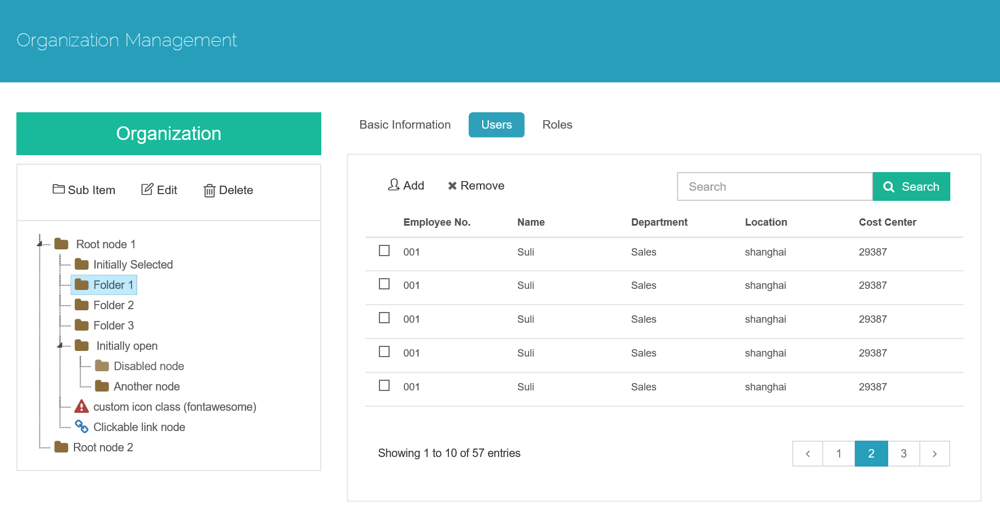 Organization Management
Organization
Sub Item Edit Delete
Root node 1
Initially Selected
Folder 1
Folder 2
Folder 3
Initially open
Disabled node
Another node
custom icon class (fontawesome)
Clickable link node
Root node 2
Basic Information Users Roles
Add Remove Search Search
Employee No. Name Department Location Cost Center
001 Suli Sales shanghai 29387
001 Suli Sales shanghai 29387
001 Suli Sales shanghai 29387
001 Suli Sales shanghai 29387
001 Suli Sales shanghai 29387
Showing 1 to 10 of 57 entries ‹ 1 2 3 ›